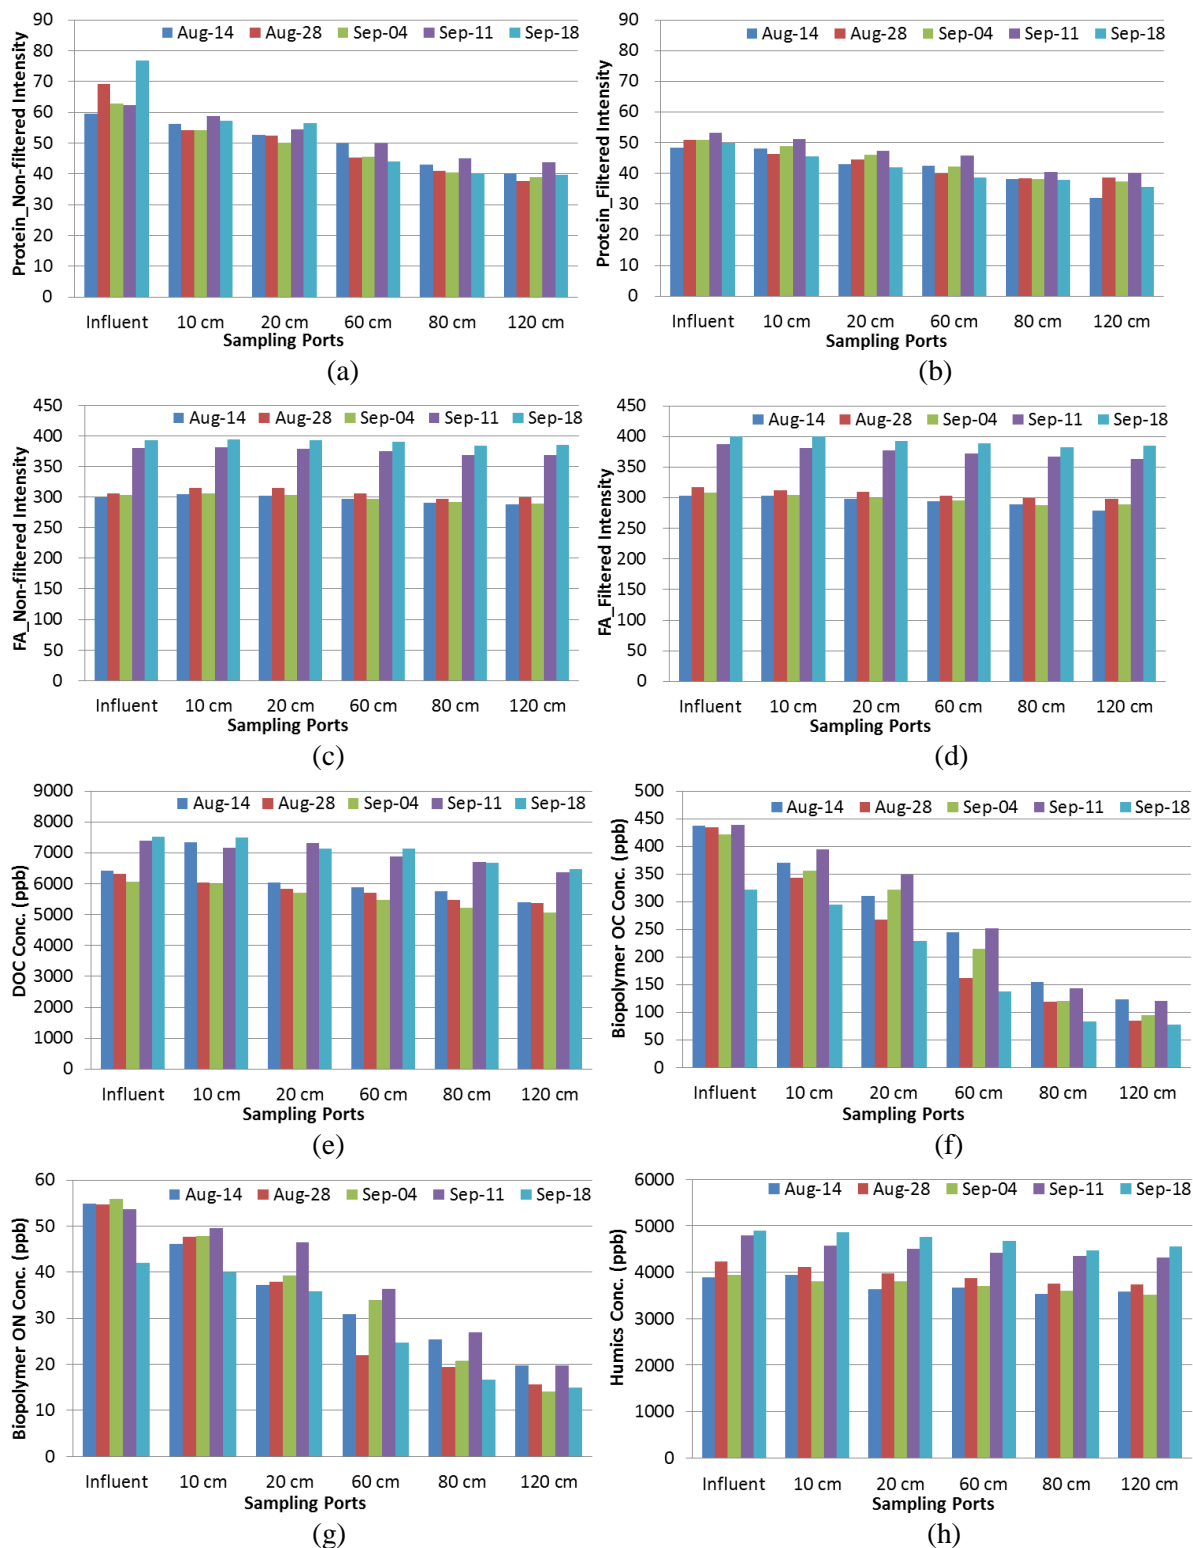 Protein_Non-filtered Intensity
Aug-14 Aug-28 Sep-04 Sep-11 Sep-18
90
80
70
60
50
40
30
20
10
0
Influent 10 cm 20 cm 60 cm 80 cm 120 cm
Sampling Ports
(a)
Protein_Filtered Intensity
Aug-14 Aug-28 Sep-04 Sep-11 Sep-18
90
80
70
60
50
40
30
20
10
0
Influent 10 cm 20 cm 60 cm 80 cm 120 cm
Sampling Ports
(b)
FA_Non-filtered Intensity
Aug-14 Aug-28 Sep-04 Sep-11 Sep-18
450
400
350
300
250
200
150
100
50
0
Influent 10 cm 20 cm 60 cm 80 cm 120 cm
Sampling Ports
(c)
FA_Filtered Intensity
Aug-14 Aug-28 Sep-04 Sep-11 Sep-18
450
400
350
300
250
200
150
100
50
0
Influent 10 cm 20 cm 60 cm 80 cm 120 cm
Sampling Ports
(d)
DOC Conc. (ppb)
Aug-14 Aug-28 Sep-04 Sep-11 Sep-18
9000
8000
7000
6000
5000
4000
3000
2000
1000
0
Influent 10 cm 20 cm 60 cm 80 cm 120 cm
Sampling Ports
(e)
Biopolymer OC Conc. (ppb)
Aug-14 Aug-28 Sep-04 Sep-11 Sep-18
500
450
400
350
300
250
200
150
100
50
0
Influent 10 cm 20 cm 60 cm 80 cm 120 cm
Sampling Ports
(f)
Biopolymer ON Conc. (ppb)
Aug-14 Aug-28 Sep-04 Sep-11 Sep-18
60
50
40
30
20
10
0
Influent 10 cm 20 cm 60 cm 80 cm 120 cm
Sampling Ports
(g)
Humics Conc. (ppb)
Aug-14 Aug-28 Sep-04 Sep-11 Sep-18
6000
5000
4000
3000
2000
1000
0
Influent 10 cm 20 cm 60 cm 80 cm 120 cm
Sampling Ports
(h)